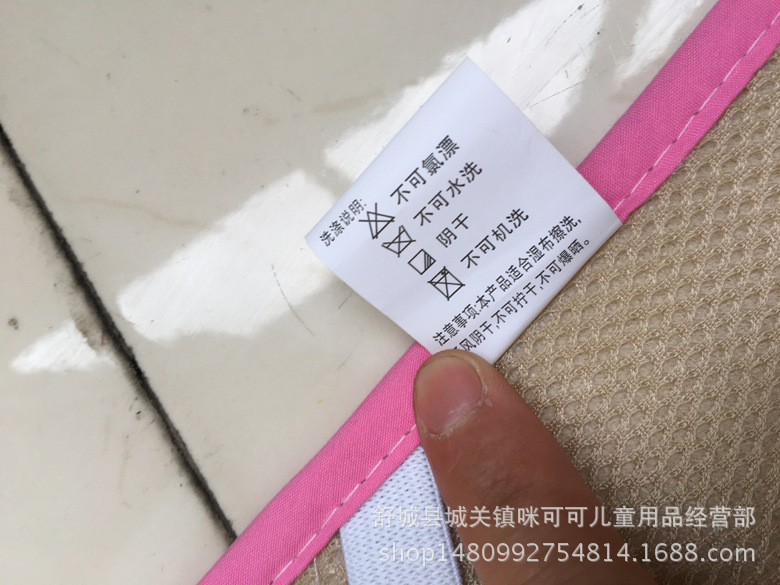 洗涤说明:
不可氯漂
不可水洗
阴干
不可机洗
注意事项:本产品适合湿布擦洗,
风阴干,不可拧干,不可爆晒。
舒城县城关镇咪可可儿童用品经营部
shop1480992754814.1688.com